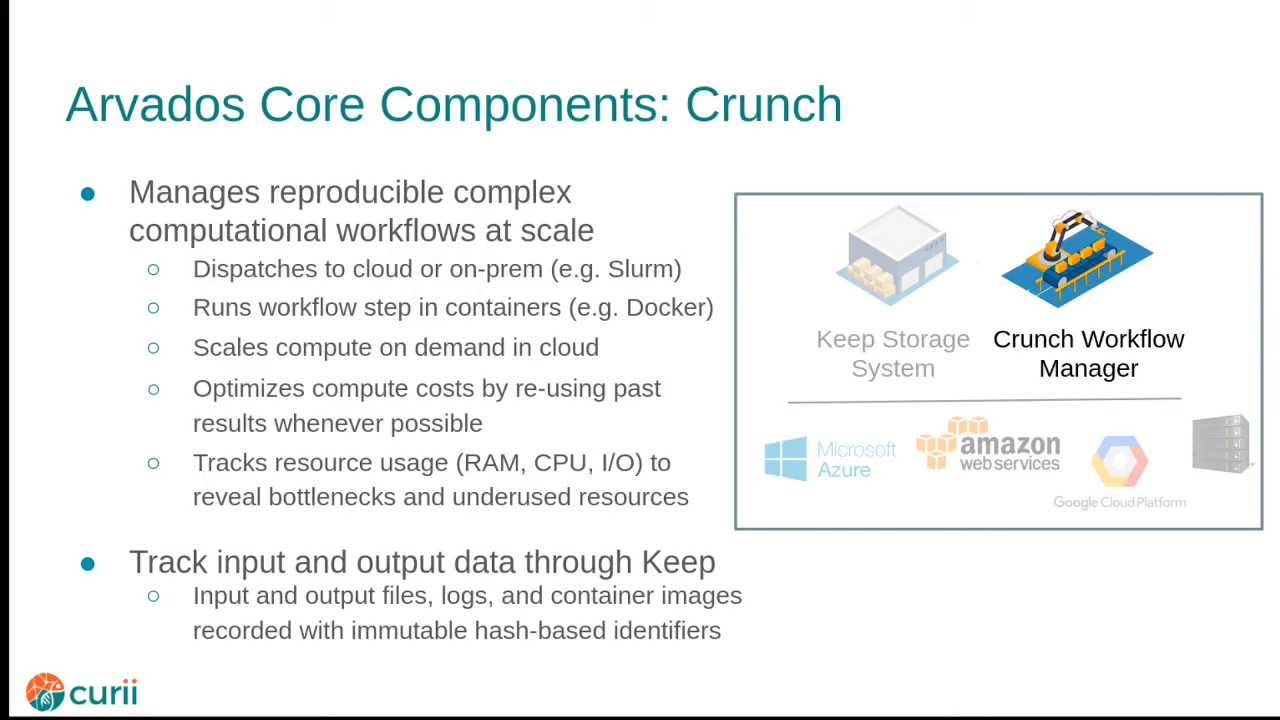 Arvados Core Components: Crunch
● Manages reproducible complex
computational workflows at scale
○ Dispatches to cloud or on-prem (e.g. Slurm)
○ Runs workflow step in containers (e.g. Docker)
○ Scales compute on demand in cloud
○ Optimizes compute costs by re-using past
results whenever possible
○ Tracks resource usage (RAM, CPU, I/O) to
reveal bottlenecks and underused resources
● Track input and output data through Keep
○ Input and output files, logs, and container images
recorded with immutable hash-based identifiers
Keep Storage
System
Crunch Workflow
Manager
Microsoft
Azure
amazon
web services
Google Cloud Platform
curii